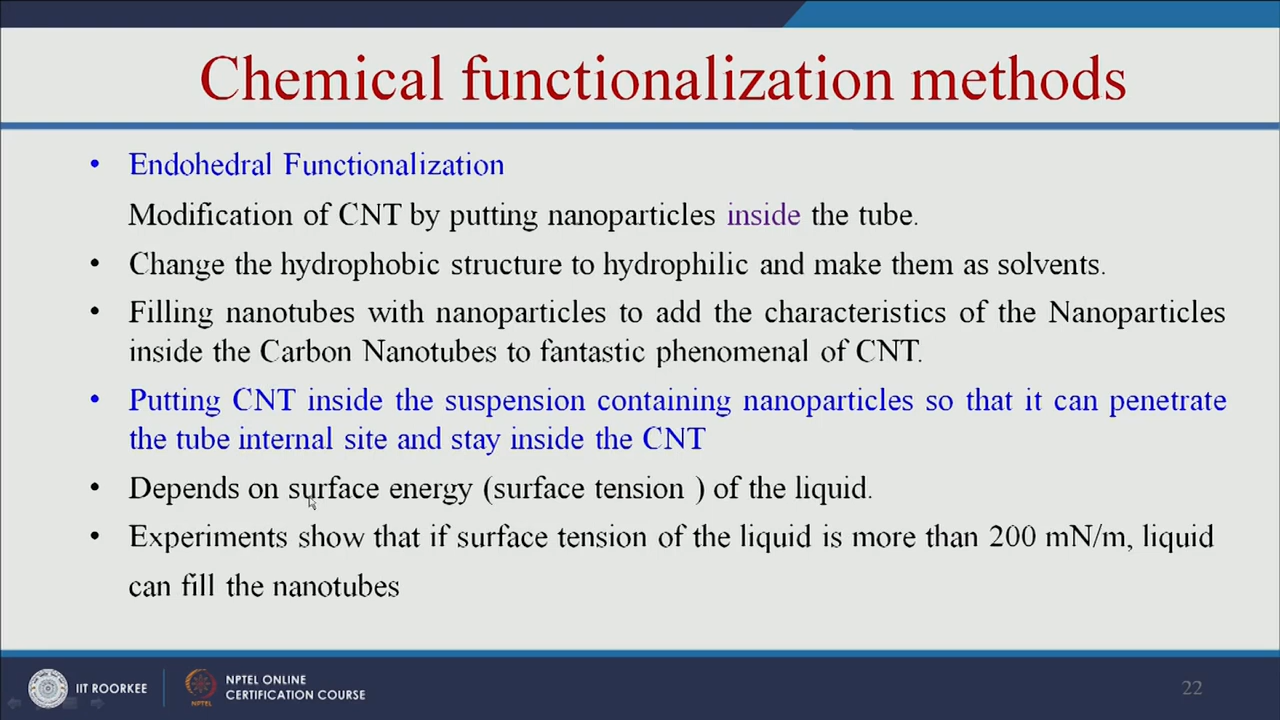 Chemical functionalization methods
• Endohedral Functionalization
Modification of CNT by putting nanoparticles inside the tube.
• Change the hydrophobic structure to hydrophilic and make them as solvents.
• Filling nanotubes with nanoparticles to add the characteristics of the Nanoparticles
inside the Carbon Nanotubes to fantastic phenomenal of CNT.
• Putting CNT inside the suspension containing nanoparticles so that it can penetrate
the tube internal site and stay inside the CNT
• Depends on surface energy (surface tension ) of the liquid.
• Experiments show that if surface tension of the liquid is more than 200 mN/m, liquid
can fill the nanotubes
IIT ROORKEE
NPTEL
NPTEL ONLINE
CERTIFICATION COURSE
22